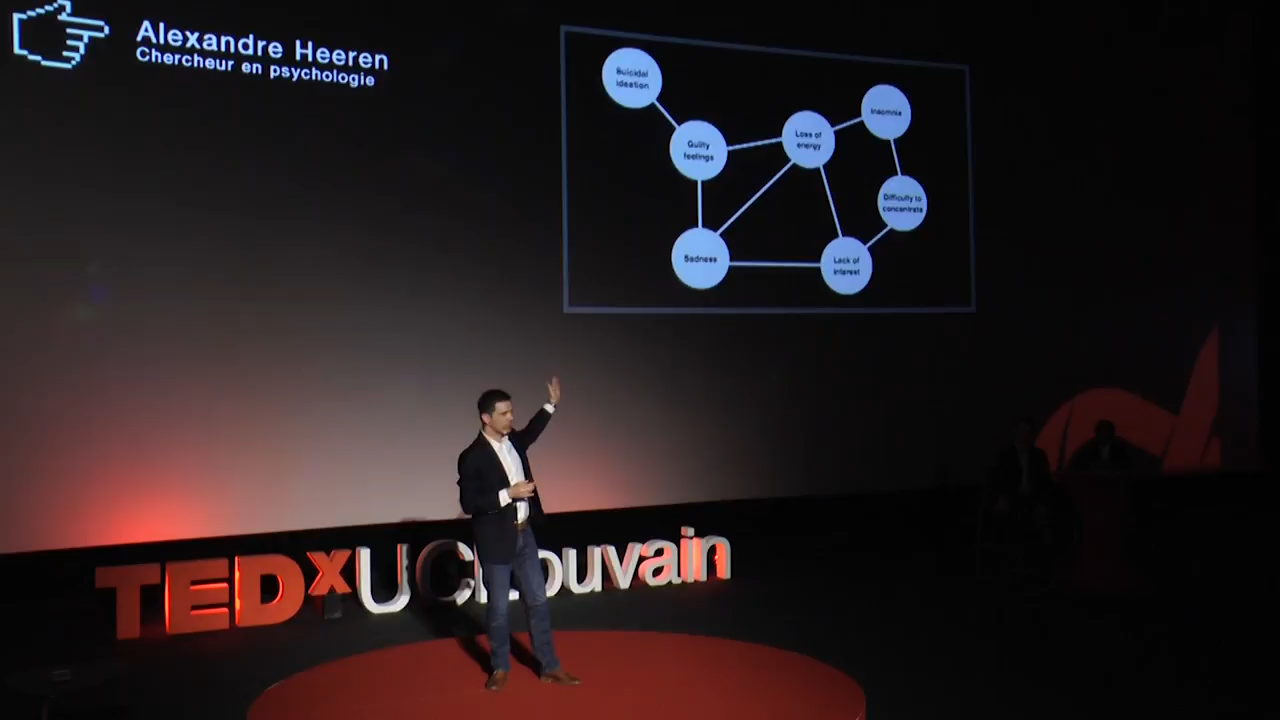 Alexandre Heeren
Chercheur en psychologie
Suicidal
ideation
Guilty
feelings
Loss of
energy
Insomnia
Difficulty to
concentrate
Sadness
Lack of
interest
TEDxUCLouvain